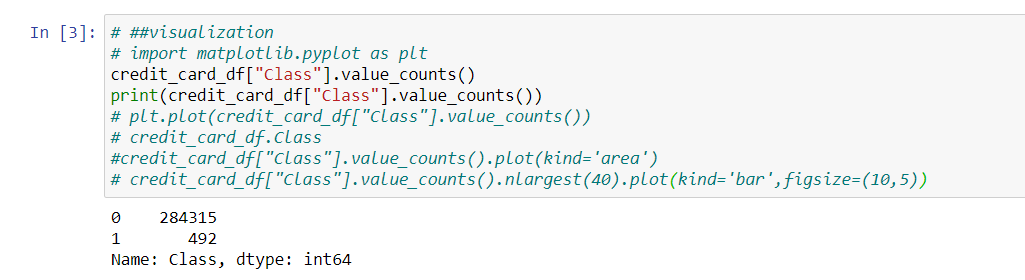 In [3]: # ##visualization
# import matplotlib.pyplot as plt
credit_card_df["Class"].value_counts()
print(credit_card_df["Class"].value_counts())
# plt.plot(credit_card_df["Class"].value_counts())
# credit_card_df.Class
#credit_card_df["Class"].value_counts().plot(kind='area')
# credit_card_df["Class"].value_counts().nlargest(40).plot(kind='bar',figsize=(10,5))
0    284315
1       492
Name: Class, dtype: int64